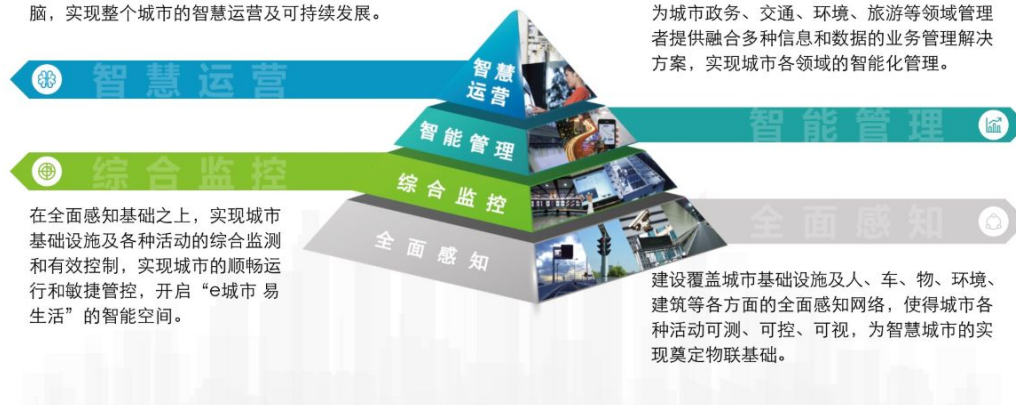 脑，实现整个城市的智慧运营及可持续发展。
为城市政务、交通、环境、旅游等领域管理
者提供融合多种信息和数据的业务管理解决
方案，实现城市各领域的智能化管理。
智慧运营
智慧
运营
智能管理
智能管理
综合监控
综合监控
在全面感知基础之上，实现城市
基础设施及各种活动的综合监测
和有效控制，实现城市的顺畅运
行和敏捷管控，开启“e城市 易
生活”的智能空间。
全面感知
全面感知
建设覆盖城市基础设施及人、车、物、环境、
建筑等各方面的全面感知网络，使得城市各
种活动可测、可控、可视，为智慧城市的实
现奠定物联基础。